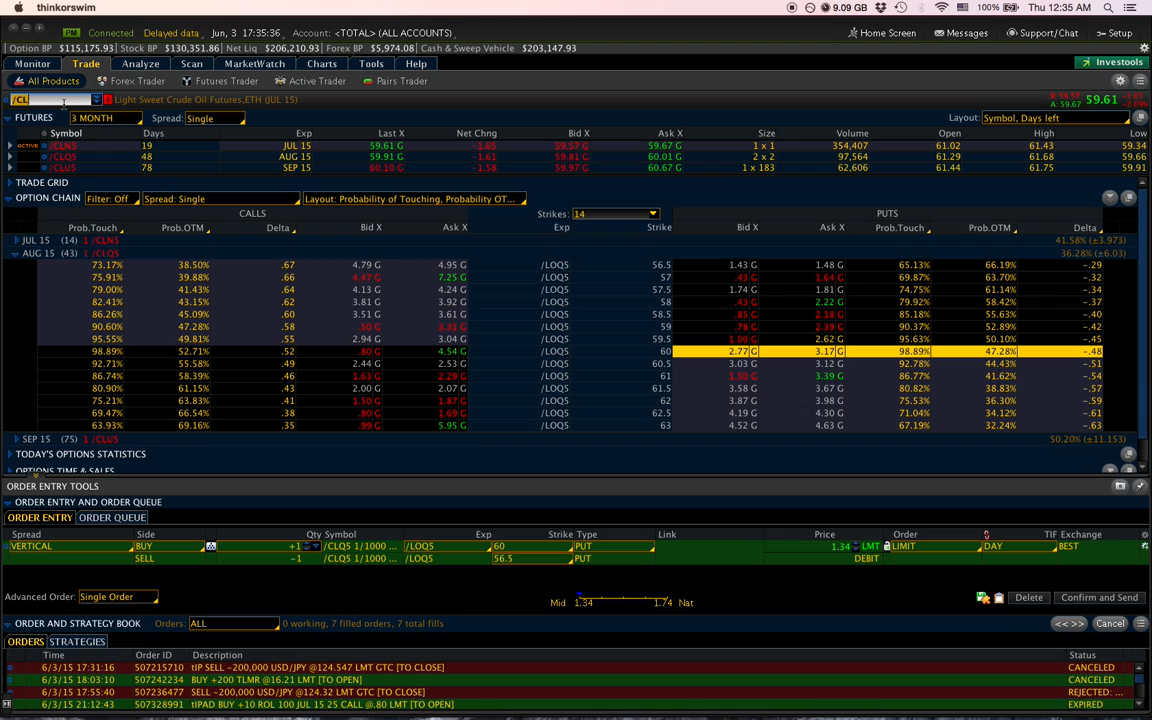 thinkorswim 9.09 GB 100% Thu 12:35 AM
PM Connected Delayed data Jun, 3 17:35:36 Account: <TOTAL> (ALL ACCOUNTS) Home Screen Messages Support/Chat Setup
Option BP $115,175.93 Stock BP $130,351.86 Net Liq $206,210.93 Forex BP $5,974.08 Cash & Sweep Vehicle $203,147.93
Monitor Trade Analyze Scan MarketWatch Charts Tools Help Investools
All Products Forex Trader Futures Trader Active Trader Pairs Trader
/CL Light Sweet Crude Oil Futures,ETH (JUL 15) A: 59.67 59.61
FUTURES 3 MONTH Spread: Single Layout: Symbol, Days left
Symbol Days Exp Last X Net Chng Bid X Ask X Size Volume Open High Low
ACTIVE /CLN5 19 JUL 15 59.61 G -1.65 59.57 G 59.67 G 1 x 1 354,407 61.02 61.43 59.34
/CLQ5 48 AUG 15 59.91 G -1.61 59.81 G 60.01 G 2 x 2 97,564 61.29 61.68 59.66
/CLU5 78 SEP 15 60.10 G -1.58 59.97 G 60.67 G 1 x 183 62,606 61.44 61.75 59.91
TRADE GRID
OPTION CHAIN Filter: Off Spread: Single Layout: Probability of Touching, Probability OT...
CALLS Strikes: 14 PUTS
Prob.Touch Prob.OTM Delta Bid X Ask X Exp Strike Bid X Ask X Prob.Touch Prob.OTM Delta
JUL 15 (14) 1 /CLN5 41.58% (±3.973)
AUG 15 (43) 1 /CLQ5 36.28% (±6.03)
73.17% 38.50% .67 4.79 G 4.95 G /LOQ5 56.5 1.43 G 1.48 G 65.13% 66.19% -.29
75.91% 39.88% .66 4.47 G 7.25 G /LOQ5 57 .43 G 1.64 G 69.87% 63.70% -.32
79.00% 41.43% .64 4.13 G 4.24 G /LOQ5 57.5 1.74 G 1.81 G 74.75% 61.14% -.34
82.41% 43.15% .62 3.81 G 3.92 G /LOQ5 58 .43 G 2.22 G 79.92% 58.42% -.37
86.26% 45.09% .60 3.51 G 3.61 G /LOQ5 58.5 .85 G 2.18 G 85.18% 55.63% -.40
90.60% 47.28% .58 .50 G 3.31 G /LOQ5 59 .78 G 2.39 G 90.37% 52.89% -.42
95.55% 49.81% .55 2.94 G 3.04 G /LOQ5 59.5 1.00 G 2.62 G 95.63% 50.10% -.45
98.89% 52.71% .52 .80 G 4.54 G /LOQ5 60 2.77 G 3.17 G 98.89% 47.28% -.48
92.71% 55.58% .49 2.44 G 2.53 G /LOQ5 60.5 3.03 G 3.12 G 92.78% 44.43% -.51
86.74% 58.39% .46 1.63 G 2.29 G /LOQ5 61 1.50 G 3.39 G 86.77% 41.62% -.54
80.90% 61.15% .43 2.00 G 2.07 G /LOQ5 61.5 3.58 G 3.67 G 80.82% 38.83% -.57
75.21% 63.83% .41 1.50 G 1.87 G /LOQ5 62 3.87 G 3.98 G 75.53% 36.30% -.59
69.47% 66.54% .38 .80 G 1.69 G /LOQ5 62.5 4.19 G 4.30 G 71.04% 34.12% -.61
63.93% 69.16% .35 .99 G 5.95 G /LOQ5 63 4.52 G 4.63 G 67.19% 32.24% -.63
SEP 15 (75) 1 /CLU5 50.20% (±11.153)
TODAY'S OPTIONS STATISTICS
OPTIONS TIME & SALES
ORDER ENTRY TOOLS
ORDER ENTRY AND ORDER QUEUE
ORDER ENTRY ORDER QUEUE
Spread Side Qty Symbol Exp Strike Type Link Price Order TIF Exchange
VERTICAL BUY +1 /CLQ5 1/1000 ... /LOQ5 60 PUT 1.34 LMT LIMIT DAY BEST
SELL -1 /CLQ5 1/1000 ... /LOQ5 56.5 PUT DEBIT
Advanced Order: Single Order Mid 1.34 1.74 Nat Delete Confirm and Send
ORDER AND STRATEGY BOOK Orders: ALL 0 working, 7 filled orders, 7 total fills << >> Cancel
ORDERS STRATEGIES
Time Order ID Description Status
6/3/15 17:31:16 507215710 tIP SELL -200,000 USD/JPY @124.547 LMT GTC [TO CLOSE] CANCELED
6/3/15 18:03:10 507242234 BUY +200 TLMR @16.21 LMT [TO OPEN] CANCELED
6/3/15 17:55:40 507236477 SELL -200,000 USD/JPY @124.32 LMT GTC [TO CLOSE] REJECTED: ...
6/3/15 21:12:43 507328991 tIPAD BUY +10 ROL 100 JUL 15 25 CALL @.80 LMT [TO OPEN] EXPIRED